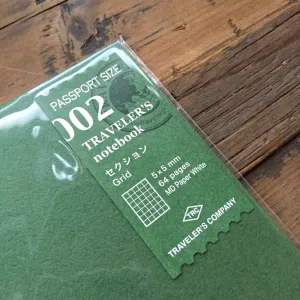 PASSPORT SIZE
002
TRAVELER'S
notebook
セクション
Grid
5×5 mm
64 pages
MD Paper White
TRC
TRAVELER'S COMPANY